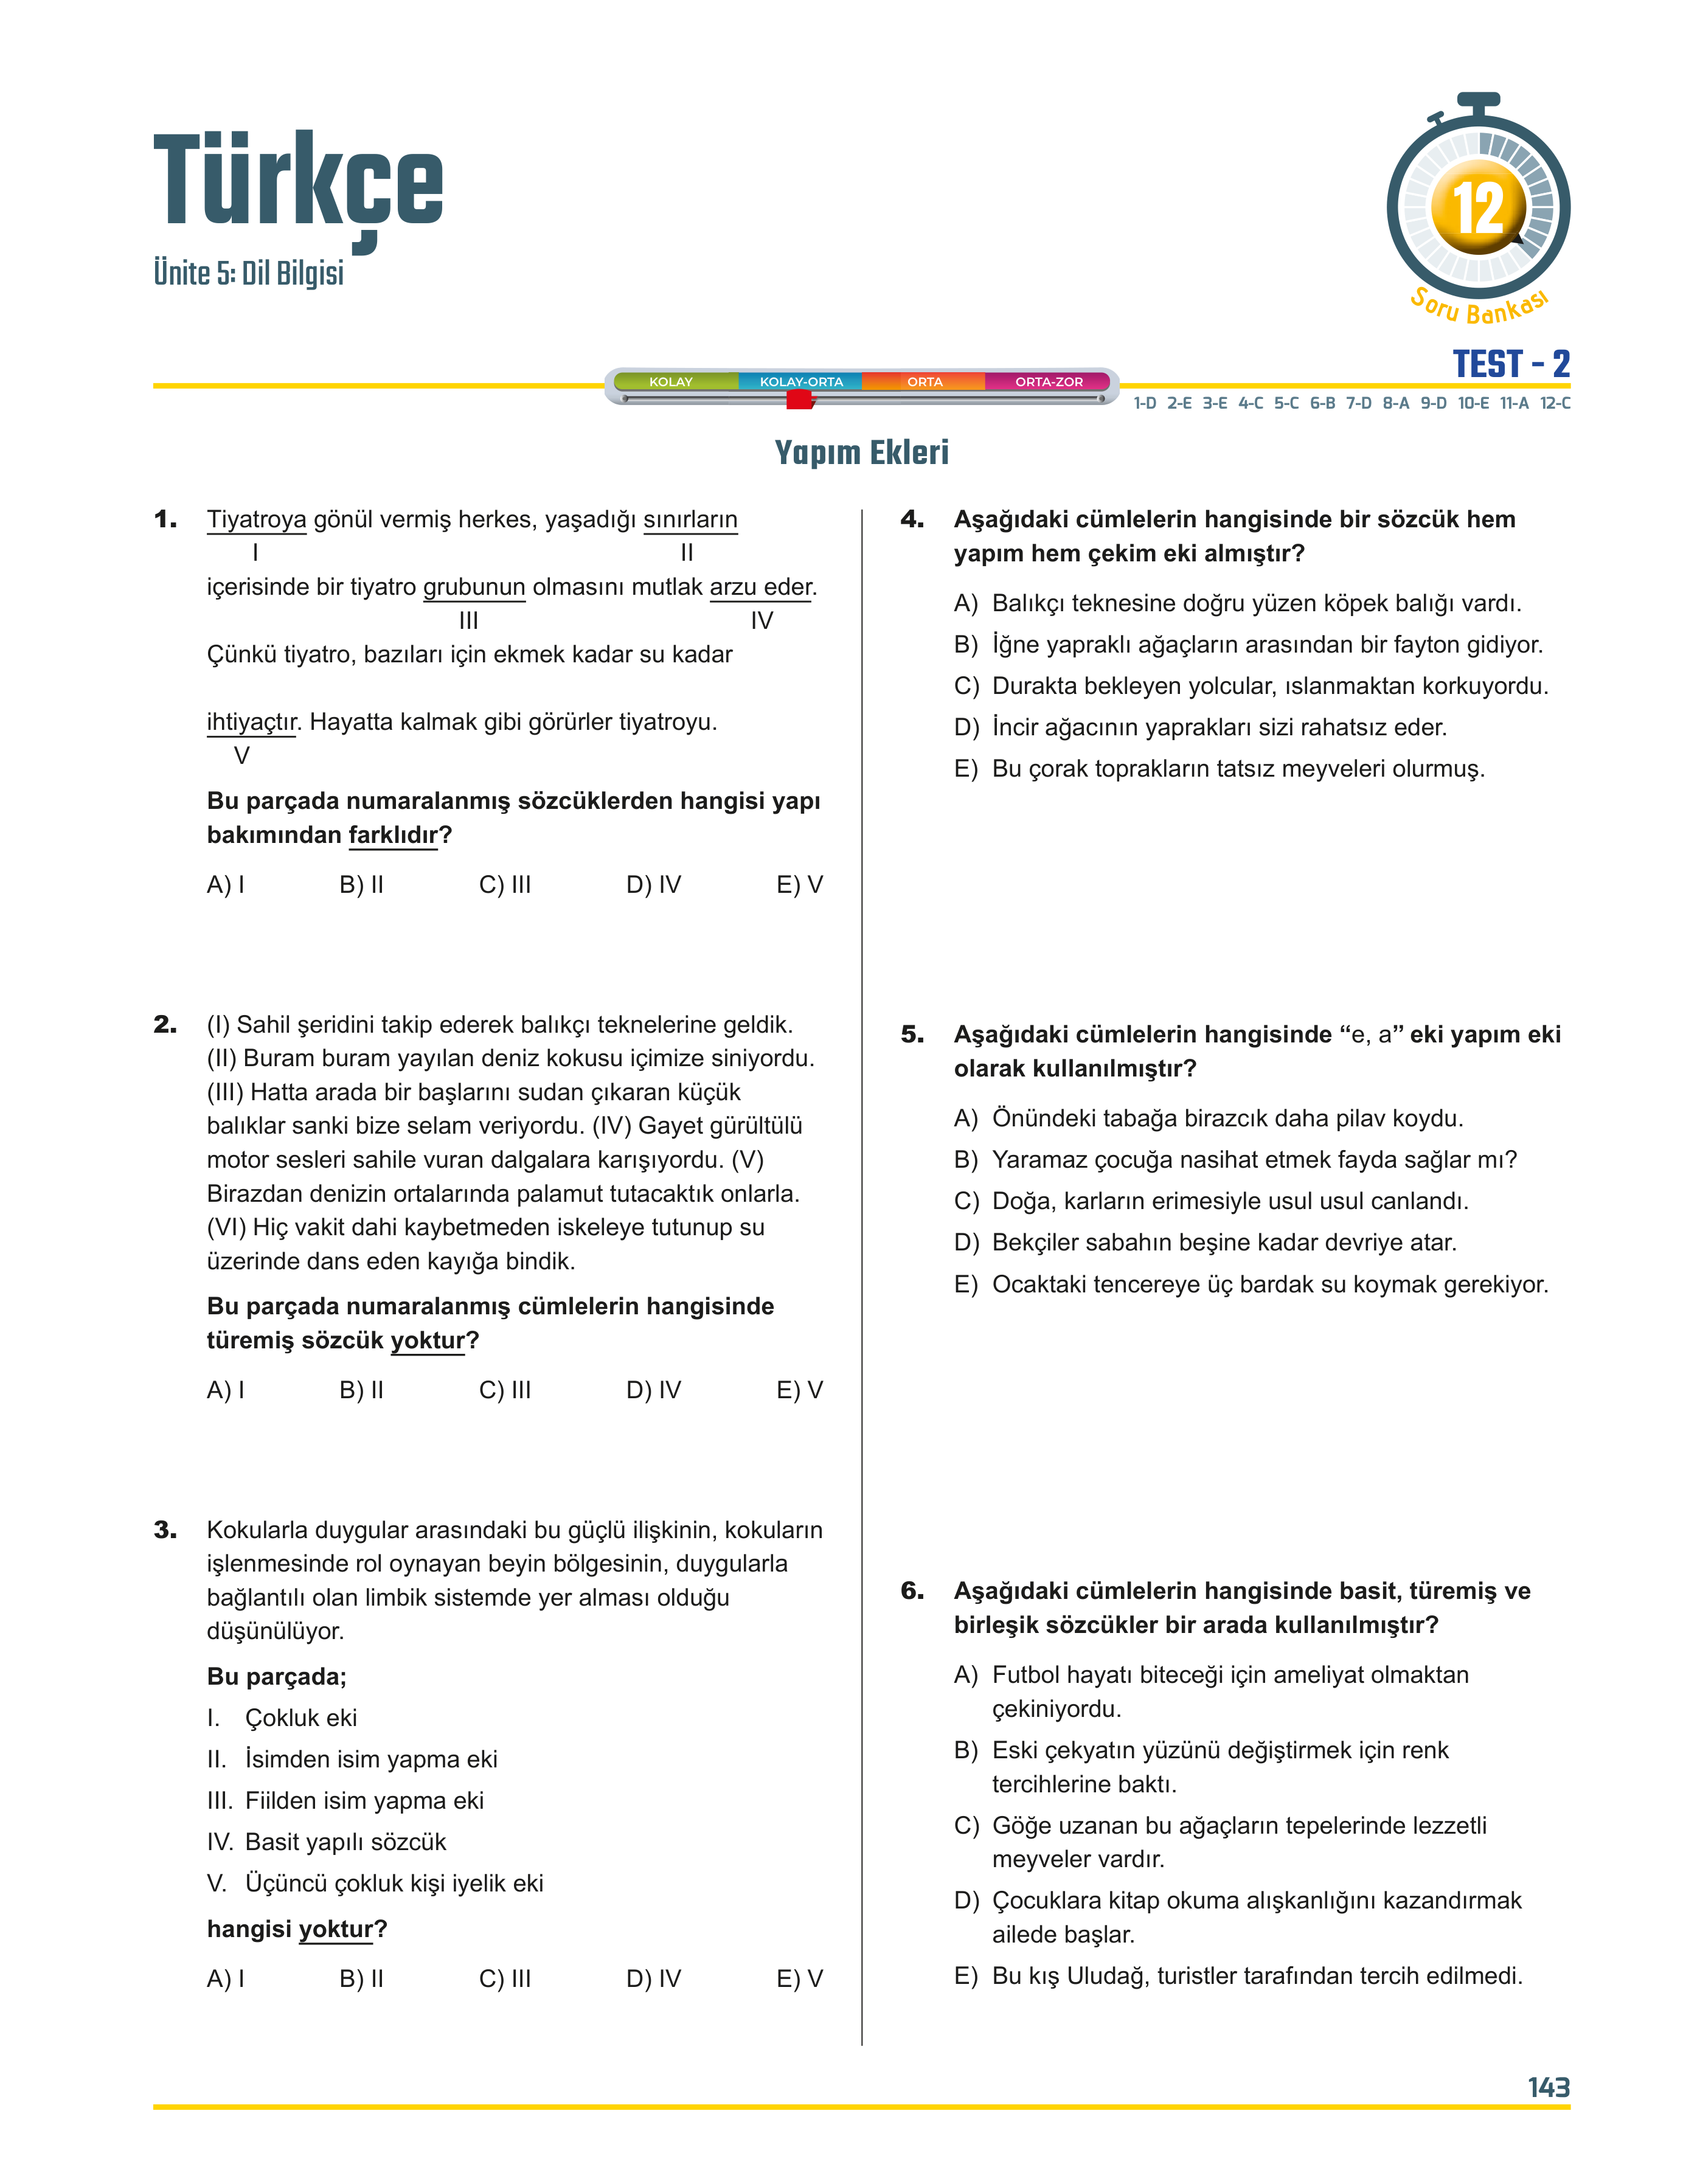 Türkçe
Ünite 5: Dil Bilgisi
12
Soru Bankası
TEST - 2
KOLAY KOLAY-ORTA ORTA ORTA-ZOR
1-D 2-E 3-E 4-C 5-C 6-B 7-D 8-A 9-D 10-E 11-A 12-C
Yapım Ekleri
1. Tiyatroya gönül vermiş herkes, yaşadığı sınırların
I II
içerisinde bir tiyatro grubunun olmasını mutlak arzu eder.
III IV
Çünkü tiyatro, bazıları için ekmek kadar su kadar
ihtiyaçtır. Hayatta kalmak gibi görürler tiyatroyu.
V
Bu parçada numaralanmış sözcüklerden hangisi yapı
bakımından farklıdır?
A) I B) II C) III D) IV E) V
2. (I) Sahil şeridini takip ederek balıkçı teknelerine geldik.
(II) Buram buram yayılan deniz kokusu içimize siniyordu.
(III) Hatta arada bir başlarını sudan çıkaran küçük
balıklar sanki bize selam veriyordu. (IV) Gayet gürültülü
motor sesleri sahile vuran dalgalara karışıyordu. (V)
Birazdan denizin ortalarında palamut tutacaktık onlarla.
(VI) Hiç vakit dahi kaybetmeden iskeleye tutunup su
üzerinde dans eden kayığa bindik.
Bu parçada numaralanmış cümlelerin hangisinde
türemiş sözcük yoktur?
A) I B) II C) III D) IV E) V
3. Kokularla duygular arasındaki bu güçlü ilişkinin, kokuların
işlenmesinde rol oynayan beyin bölgesinin, duygularla
bağlantılı olan limbik sistemde yer alması olduğu
düşünülüyor.
Bu parçada;
I. Çokluk eki
II. İsimden isim yapma eki
III. Fiilden isim yapma eki
IV. Basit yapılı sözcük
V. Üçüncü çokluk kişi iyelik eki
hangisi yoktur?
A) I B) II C) III D) IV E) V
4. Aşağıdaki cümlelerin hangisinde bir sözcük hem
yapım hem çekim eki almıştır?
A) Balıkçı teknesine doğru yüzen köpek balığı vardı.
B) İğne yapraklı ağaçların arasından bir fayton gidiyor.
C) Durakta bekleyen yolcular, ıslanmaktan korkuyordu.
D) İncir ağacının yaprakları sizi rahatsız eder.
E) Bu çorak toprakların tatsız meyveleri olurmuş.
5. Aşağıdaki cümlelerin hangisinde “e, a” eki yapım eki
olarak kullanılmıştır?
A) Önündeki tabağa birazcık daha pilav koydu.
B) Yaramaz çocuğa nasihat etmek fayda sağlar mı?
C) Doğa, karların erimesiyle usul usul canlandı.
D) Bekçiler sabahın beşine kadar devriye atar.
E) Ocaktaki tencereye üç bardak su koymak gerekiyor.
6. Aşağıdaki cümlelerin hangisinde basit, türemiş ve
birleşik sözcükler bir arada kullanılmıştır?
A) Futbol hayatı biteceği için ameliyat olmaktan
çekiniyordu.
B) Eski çekyatın yüzünü değiştirmek için renk
tercihlerine baktı.
C) Göğe uzanan bu ağaçların tepelerinde lezzetli
meyveler vardır.
D) Çocuklara kitap okuma alışkanlığını kazandırmak
ailede başlar.
E) Bu kış Uludağ, turistler tarafından tercih edilmedi.
143